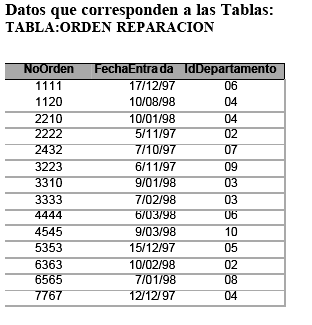 Datos que corresponden a las Tablas:
TABLA:ORDEN REPARACION
NoOrden FechaEntrada IdDepartamento
1111 17/12/97 06
1120 10/08/98 04
2210 10/01/98 04
2222 5/11/97 02
2432 7/10/97 07
3223 6/11/97 09
3310 9/01/98 03
3333 7/02/98 03
4444 6/03/98 06
4545 9/03/98 10
5353 15/12/97 05
6363 10/02/98 02
6565 7/01/98 08
7767 12/12/97 04